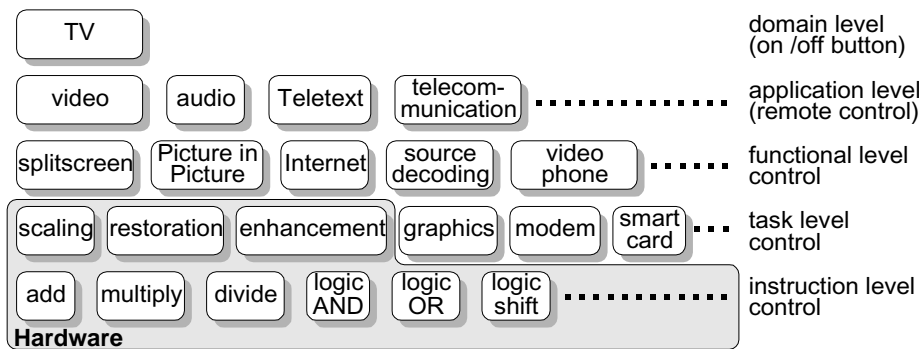 TV
domain level
(on /off button)
video
audio
Teletext
telecom-
munication
application level
(remote control)
splitscreen
Picture in
Picture
Internet
source
decoding
video
phone
functional level
control
scaling
restoration
enhancement
graphics
modem
smart
card
task level
control
add
multiply
divide
logic
AND
logic
OR
logic
shift
instruction level
control
Hardware